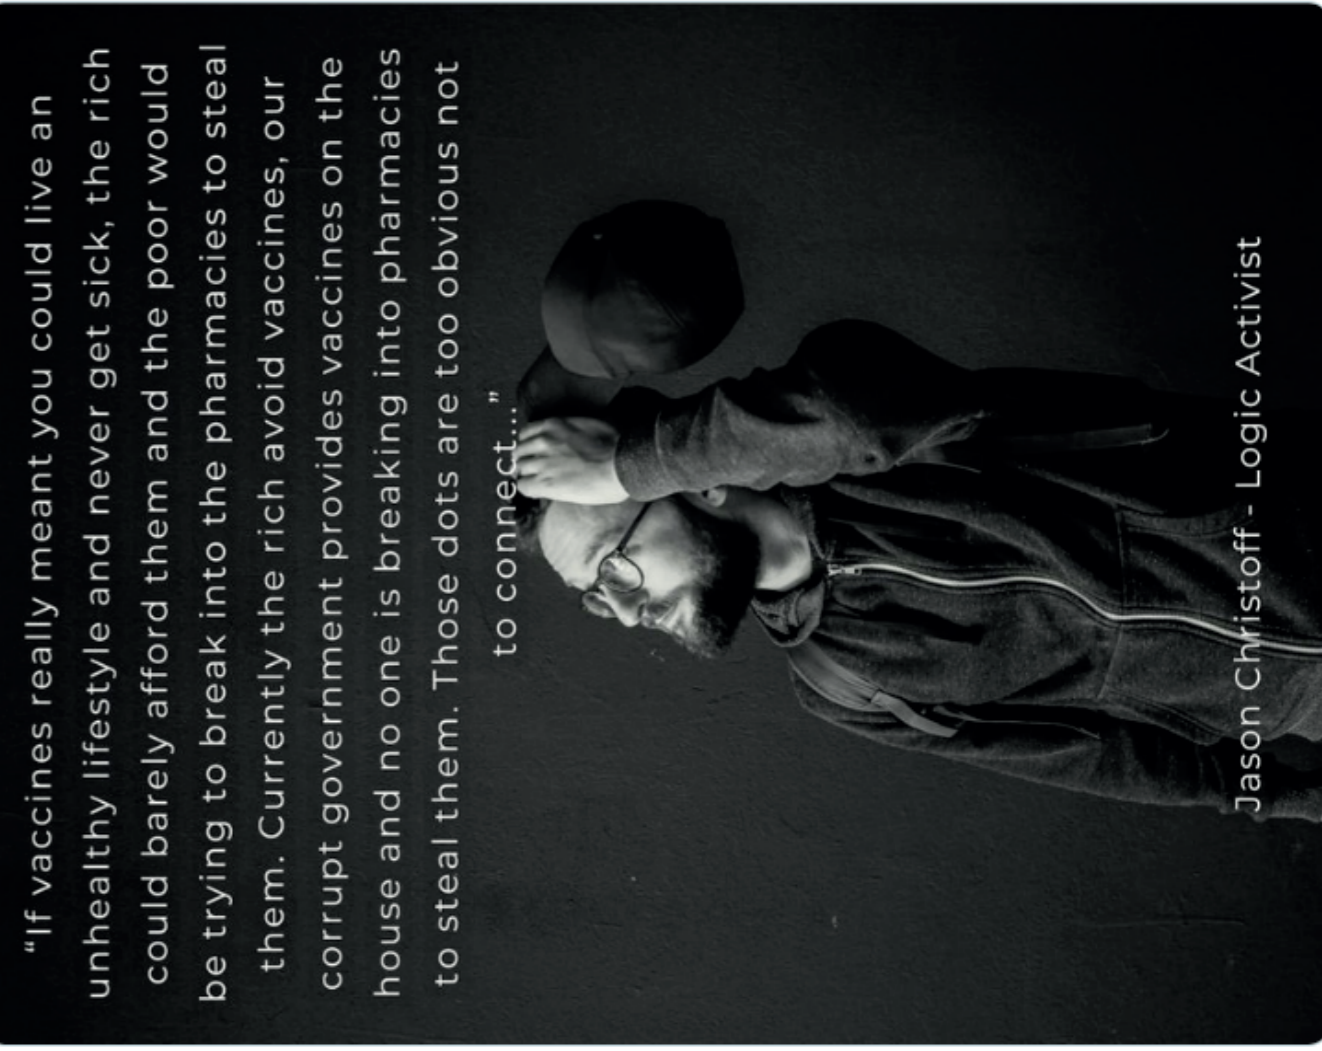 “If vaccines really meant you could live an
unhealthy lifestyle and never get sick, the rich
could barely afford them and the poor would
be trying to break into the pharmacies to steal
them. Currently the rich avoid vaccines, our
corrupt government provides vaccines on the
house and no one is breaking into pharmacies
to steal them. Those dots are too obvious not
to connect...”
Jason Christoff - Logic Activist